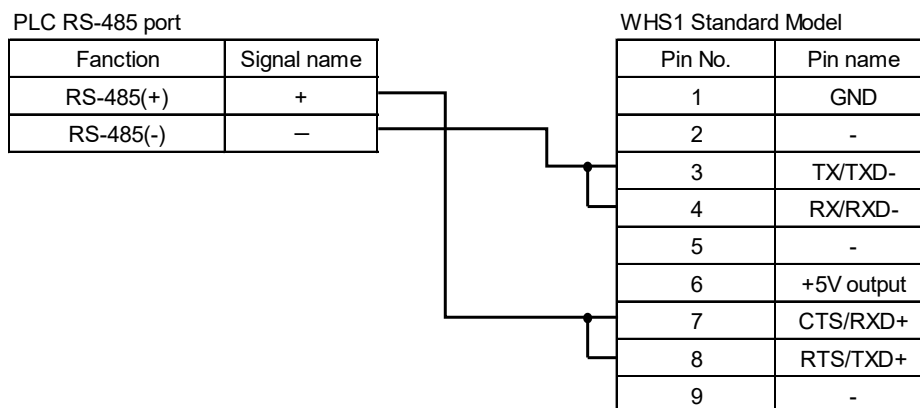 PLC RS-485 port
Fanction Signal name
RS-485(+) +
RS-485(-) −
WHS1 Standard Model
Pin No. Pin name
1 GND
2 -
3 TX/TXD-
4 RX/RXD-
5 -
6 +5V output
7 CTS/RXD+
8 RTS/TXD+
9 -